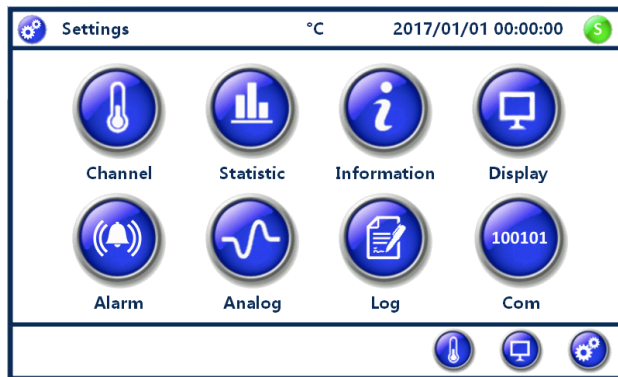 Settings °C 2017/01/01 00:00:00 S
Channel Statistic Information Display
100101
Alarm Analog Log Com